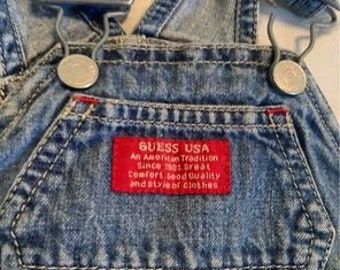 GUESS USA
An American Tradition
Since 1981 Great
Comfort, Good Quality
and style of clothes